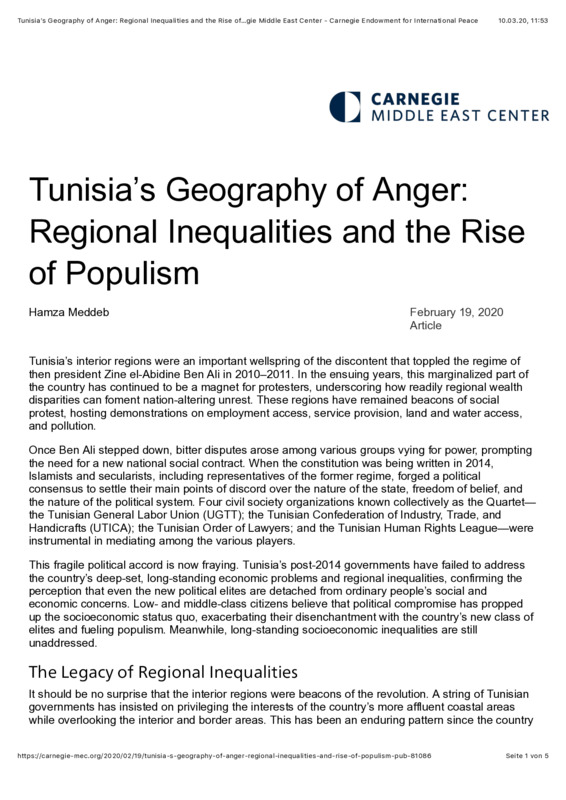 Tunisia's Geography of Anger: Regional Inequalities and the Rise of...gie Middle East Center - Carnegie Endowment for International Peace 10.03.20, 11:53
CARNEGIE
MIDDLE EAST CENTER
Tunisia's Geography of Anger:
Regional Inequalities and the Rise
of Populism
Hamza Meddeb
February 19, 2020
Article
Tunisia's interior regions were an important wellspring of the discontent that toppled the regime of
then president Zine el-Abidine Ben Ali in 2010–2011. In the ensuing years, this marginalized part of
the country has continued to be a magnet for protesters, underscoring how readily regional wealth
disparities can foment nation-altering unrest. These regions have remained beacons of social
protest, hosting demonstrations on employment access, service provision, land and water access,
and pollution.
Once Ben Ali stepped down, bitter disputes arose among various groups vying for power, prompting
the need for a new national social contract. When the constitution was being written in 2014,
Islamists and secularists, including representatives of the former regime, forged a political
consensus to settle their main points of discord over the nature of the state, freedom of belief, and
the nature of the political system. Four civil society organizations known collectively as the Quartet—
the Tunisian General Labor Union (UGTT); the Tunisian Confederation of Industry, Trade, and
Handicrafts (UTICA); the Tunisian Order of Lawyers; and the Tunisian Human Rights League—were
instrumental in mediating among the various players.
This fragile political accord is now fraying. Tunisia's post-2014 governments have failed to address
the country's deep-set, long-standing economic problems and regional inequalities, confirming the
perception that even the new political elites are detached from ordinary people's social and
economic concerns. Low- and middle-class citizens believe that political compromise has propped
up the socioeconomic status quo, exacerbating their disenchantment with the country's new class of
elites and fueling populism. Meanwhile, long-standing socioeconomic inequalities are still
unaddressed.
The Legacy of Regional Inequalities
It should be no surprise that the interior regions were beacons of the revolution. A string of Tunisian
governments has insisted on privileging the interests of the country's more affluent coastal areas
while overlooking the interior and border areas. This has been an enduring pattern since the country
https://carnegie-mec.org/2020/02/19/tunisia-s-geography-of-anger-regional-inequalities-and-rise-of-populism-pub-81086 Seite 1 von 5